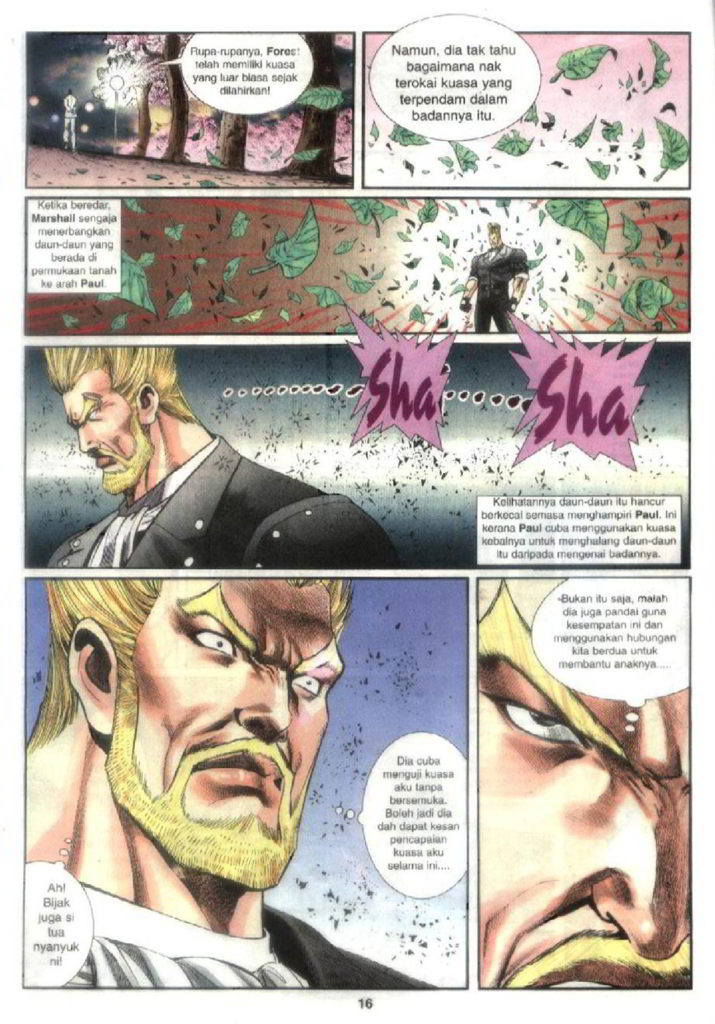 Rupa-rupanya, Forest
telah memiliki kuasa
yang luar biasa sejak
dilahirkan!
Namun, dia tak tahu
bagaimana nak
terokai kuasa yang
terpendam dalam
badannya itu.
Ketika beredar,
Marshall sengaja
menerbangkan
daun-daun yang
berada di
permukaan tanah
ke arah Paul.
Sha
Sha
Kelihatannya daun-daun itu hancur
berkecai semasa menghampiri Paul. Ini
kerana Paul cuba menggunakan kuasa
kebalnya untuk menghalang daun-daun
itu daripada mengenai badannya.
Ah!
Bijak
juga si
tua
nyanyuk
ni!
Dia cuba
menguji kuasa
aku tanpa
bersemuka.
Boleh jadi dia
dah dapat kesan
pencapaian
kuasa aku
selama ini....
Bukan itu saja, malah
dia juga pandai guna
kesempatan ini dan
menggunakan hubungan
kita berdua untuk
membantu anaknya.....
16